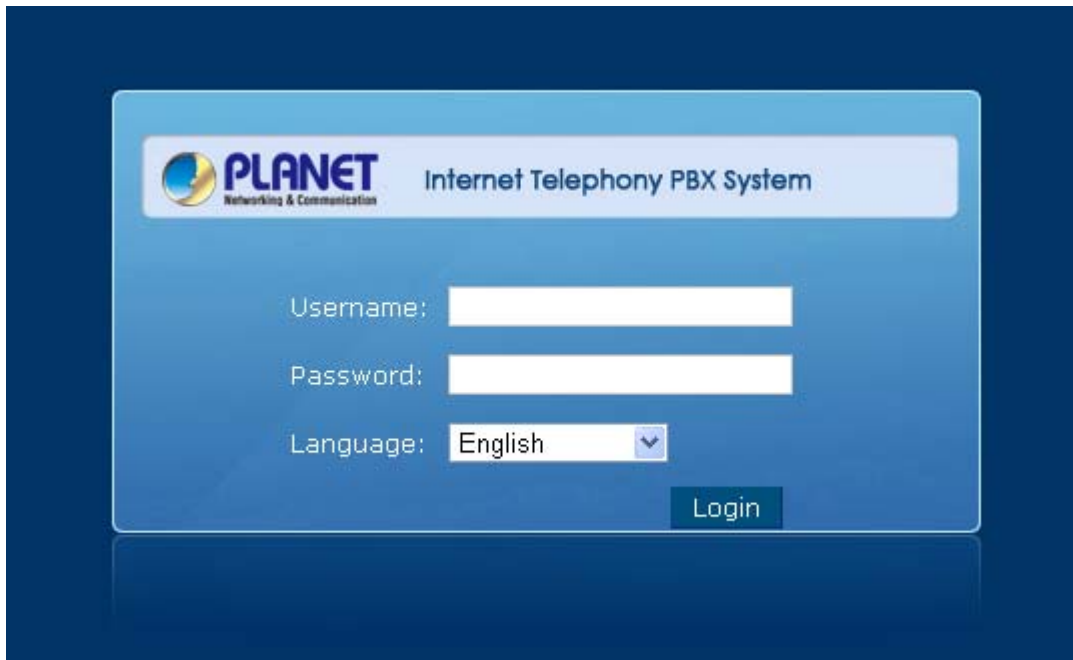 PLANET
Networking & Communication
Internet Telephony PBX System
Username:
Password:
Language: English
Login